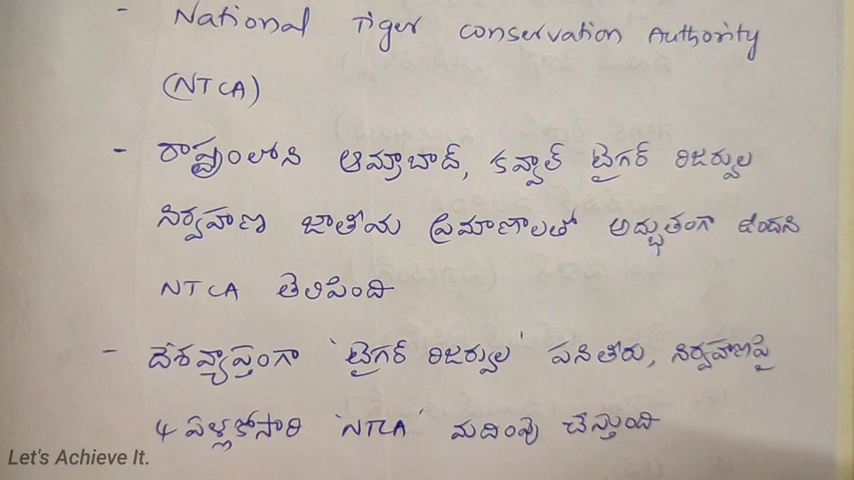 - National Tiger Conservation Authority
(NTCA)
- రాష్ట్రంలోని ఆమ్రాబాద్, కవ్వాల్ టైగర్ రిజర్వుల
నిర్వహణ జాతీయ ప్రమాణాలతో అద్భుతంగా ఉందని
NTCA తెలిపింది
- దేశవ్యాప్తంగా 'టైగర్ రిజర్వుల' పనితీరు, నిర్వహణపై
4 ఏళ్లకోసారి 'NTCA' మదింపు చేస్తుంది
Let's Achieve It.